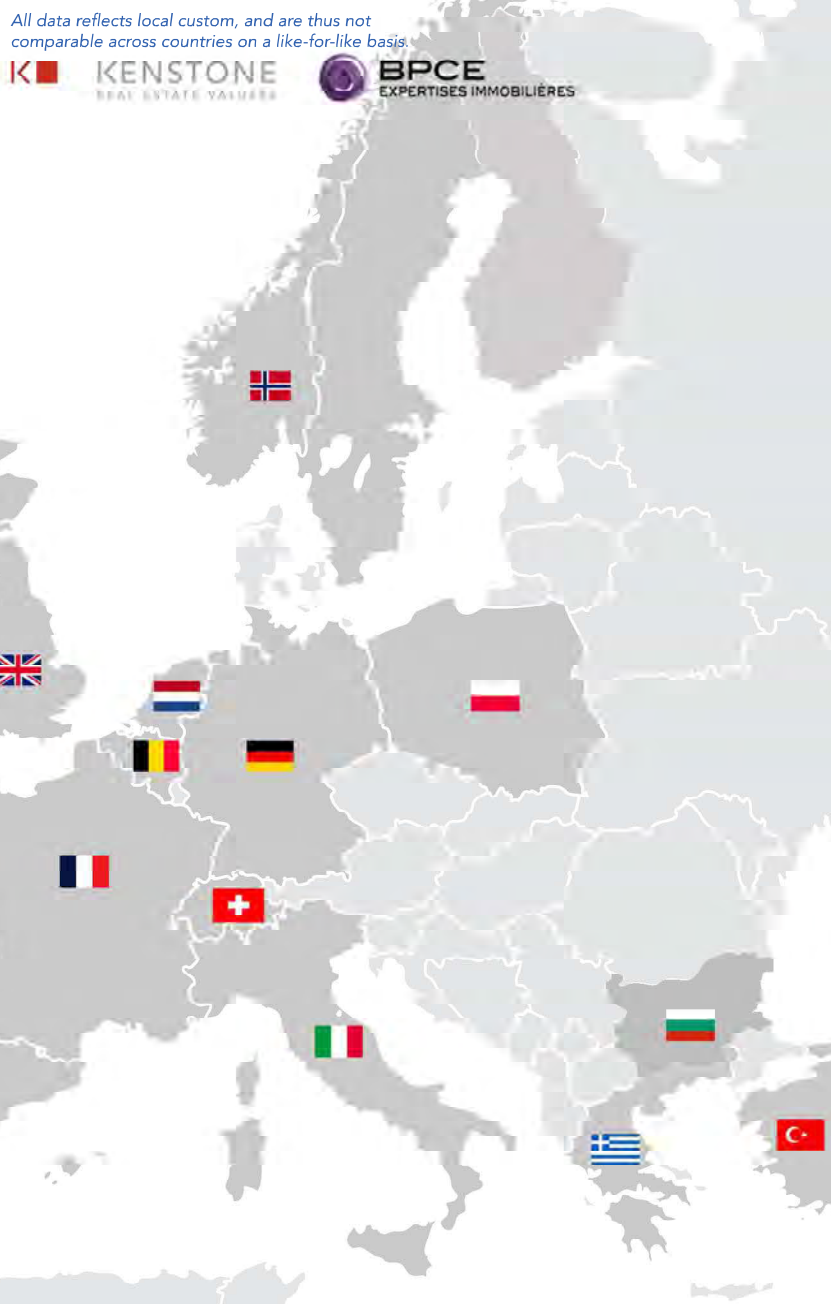 All data reflects local custom, and are thus not
comparable across countries on a like-for-like basis.
K KENSTONE
REAL ESTATE VALUERS
BPCE
EXPERTISES IMMOBILIÈRES